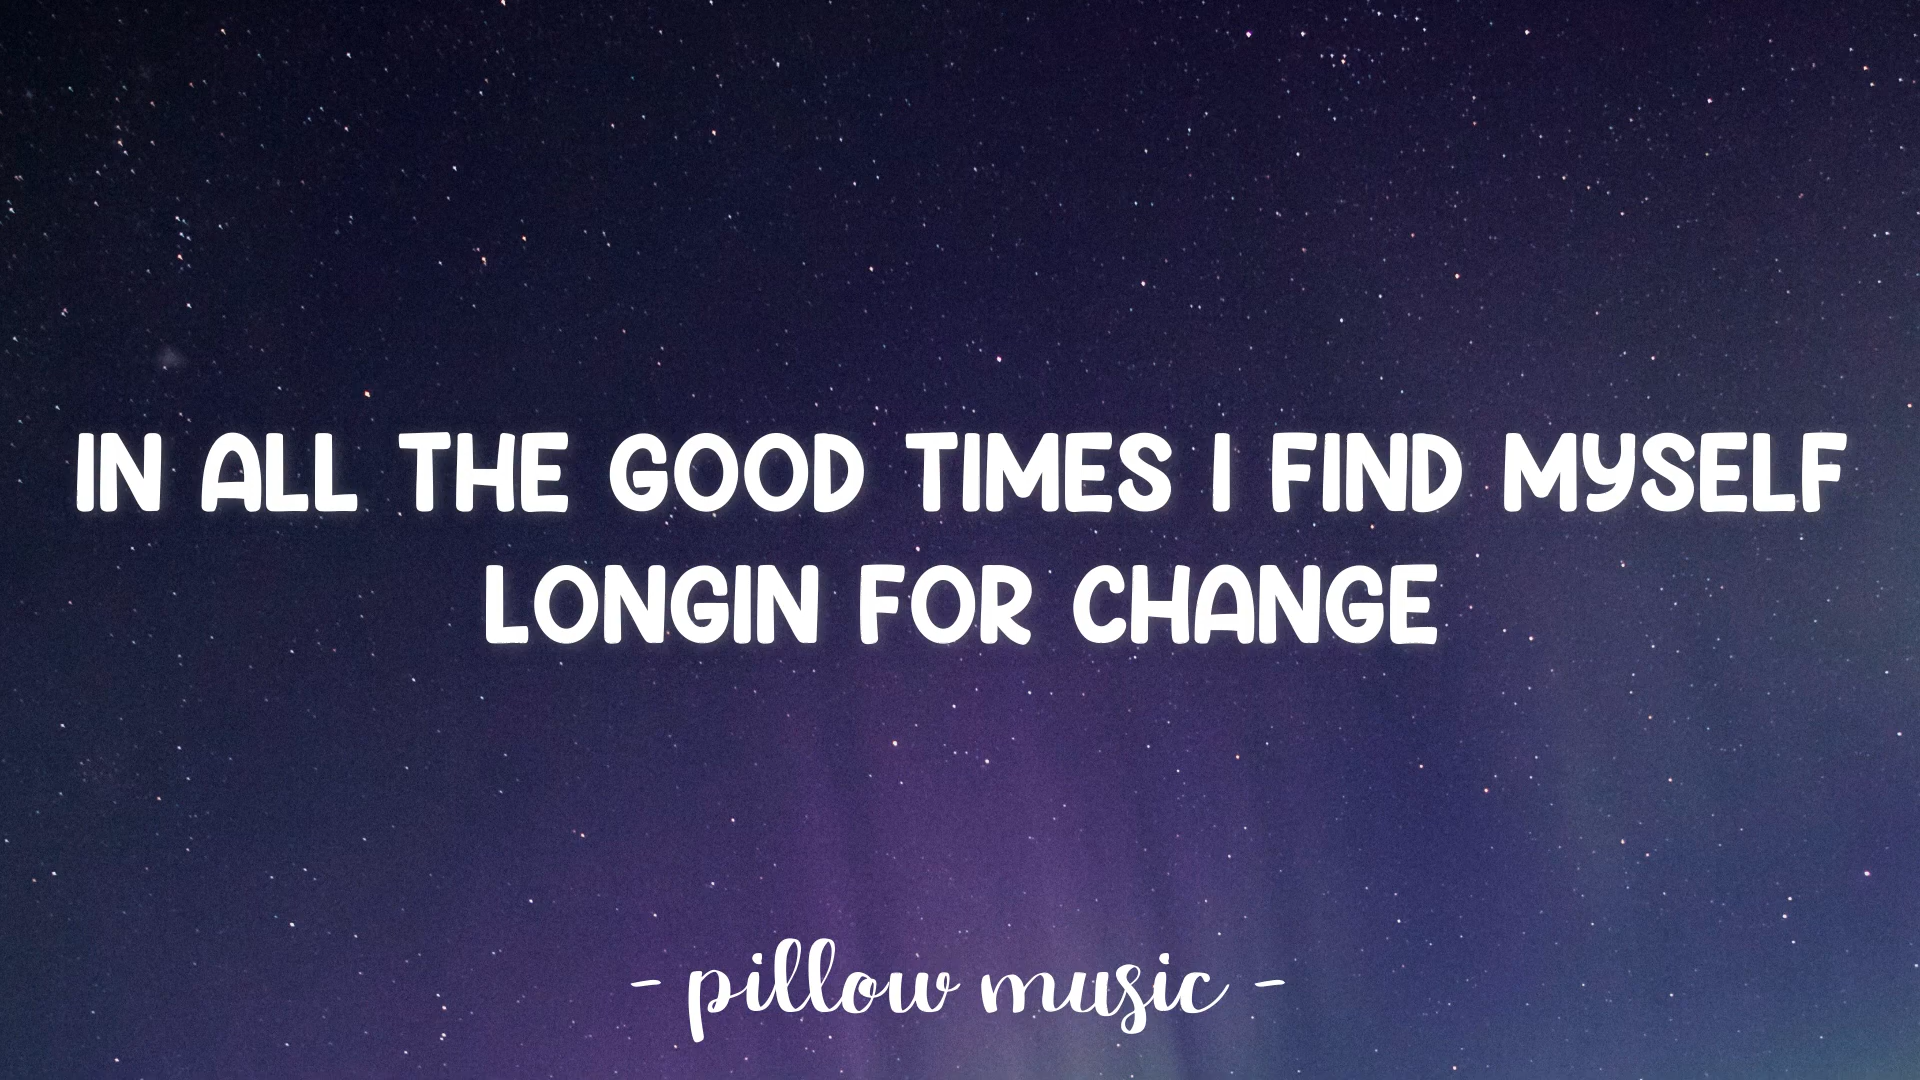 IN ALL THE GOOD TIMES I FIND MYSELF
LONGIN FOR CHANGE
- pillow music -